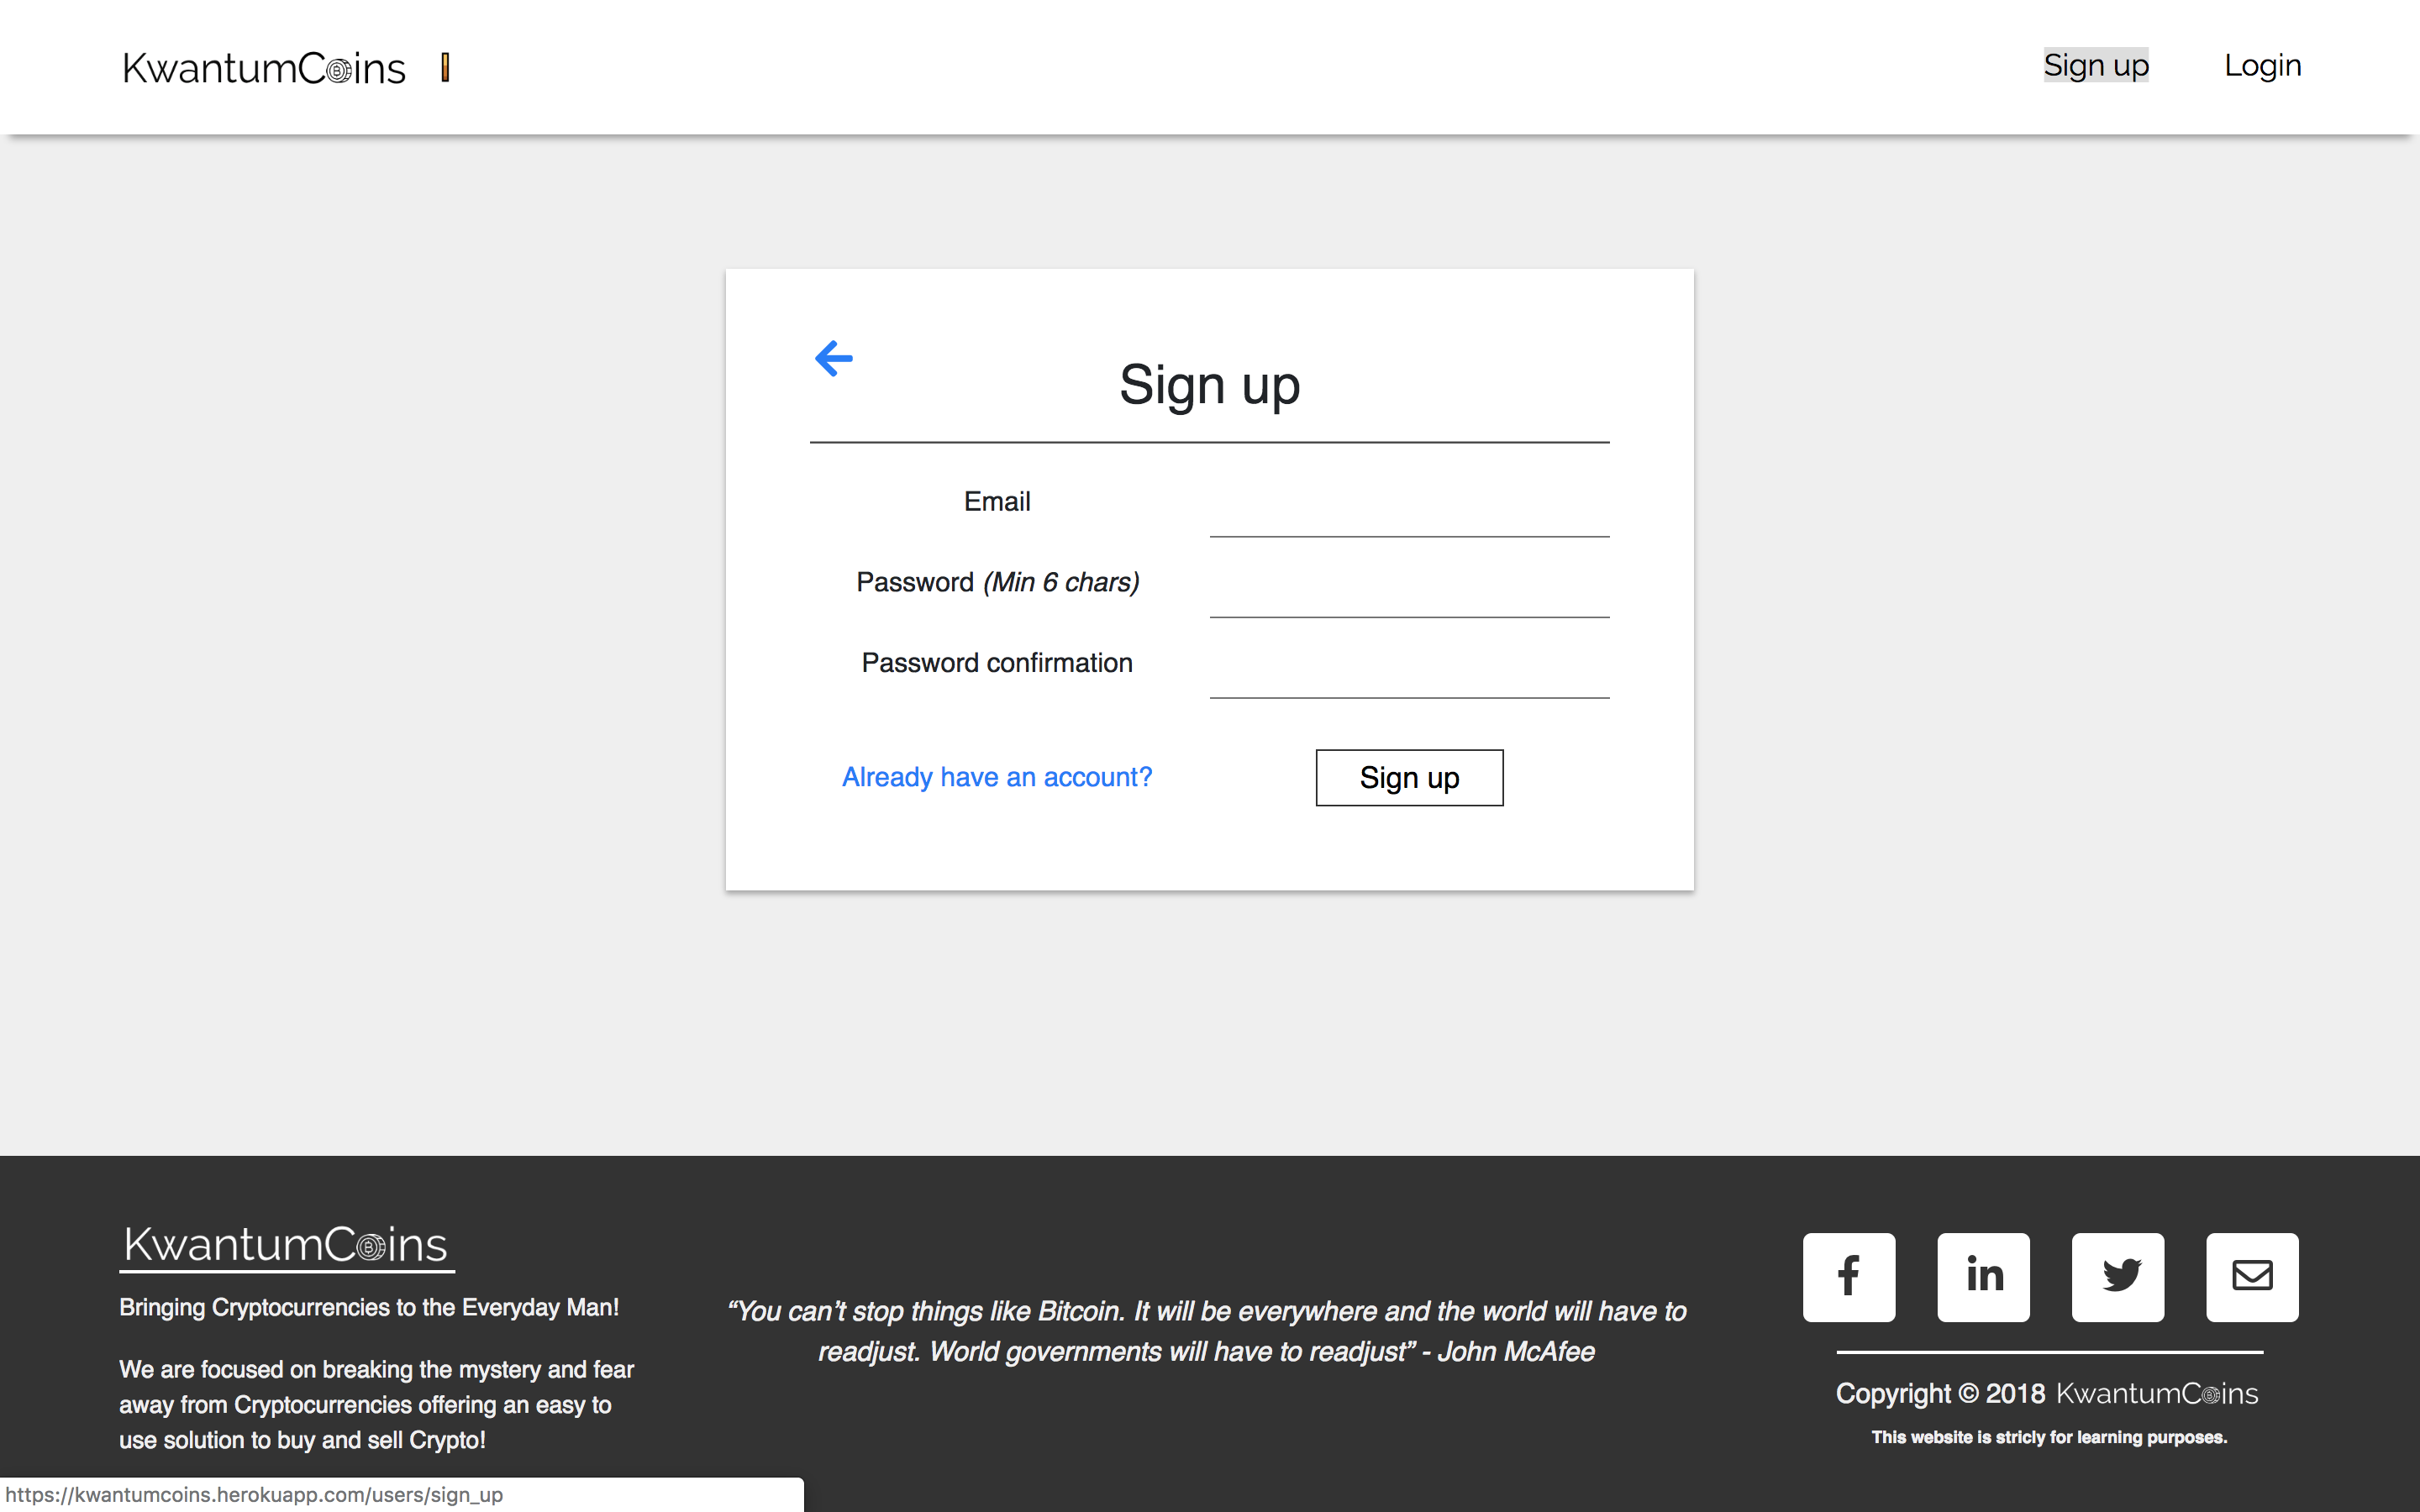 KwantumCoins
Sign up
Login
Sign up
Email
Password (Min 6 chars)
Password confirmation
Already have an account?
Sign up
KwantumCoins
Bringing Cryptocurrencies to the Everyday Man!
We are focused on breaking the mystery and fear
away from Cryptocurrencies offering an easy to
use solution to buy and sell Crypto!
“You can’t stop things like Bitcoin. It will be everywhere and the world will have to
readjust. World governments will have to readjust” - John McAfee
Copyright © 2018 KwantumCoins
This website is stricly for learning purposes.
https://kwantumcoins.herokuapp.com/users/sign_up